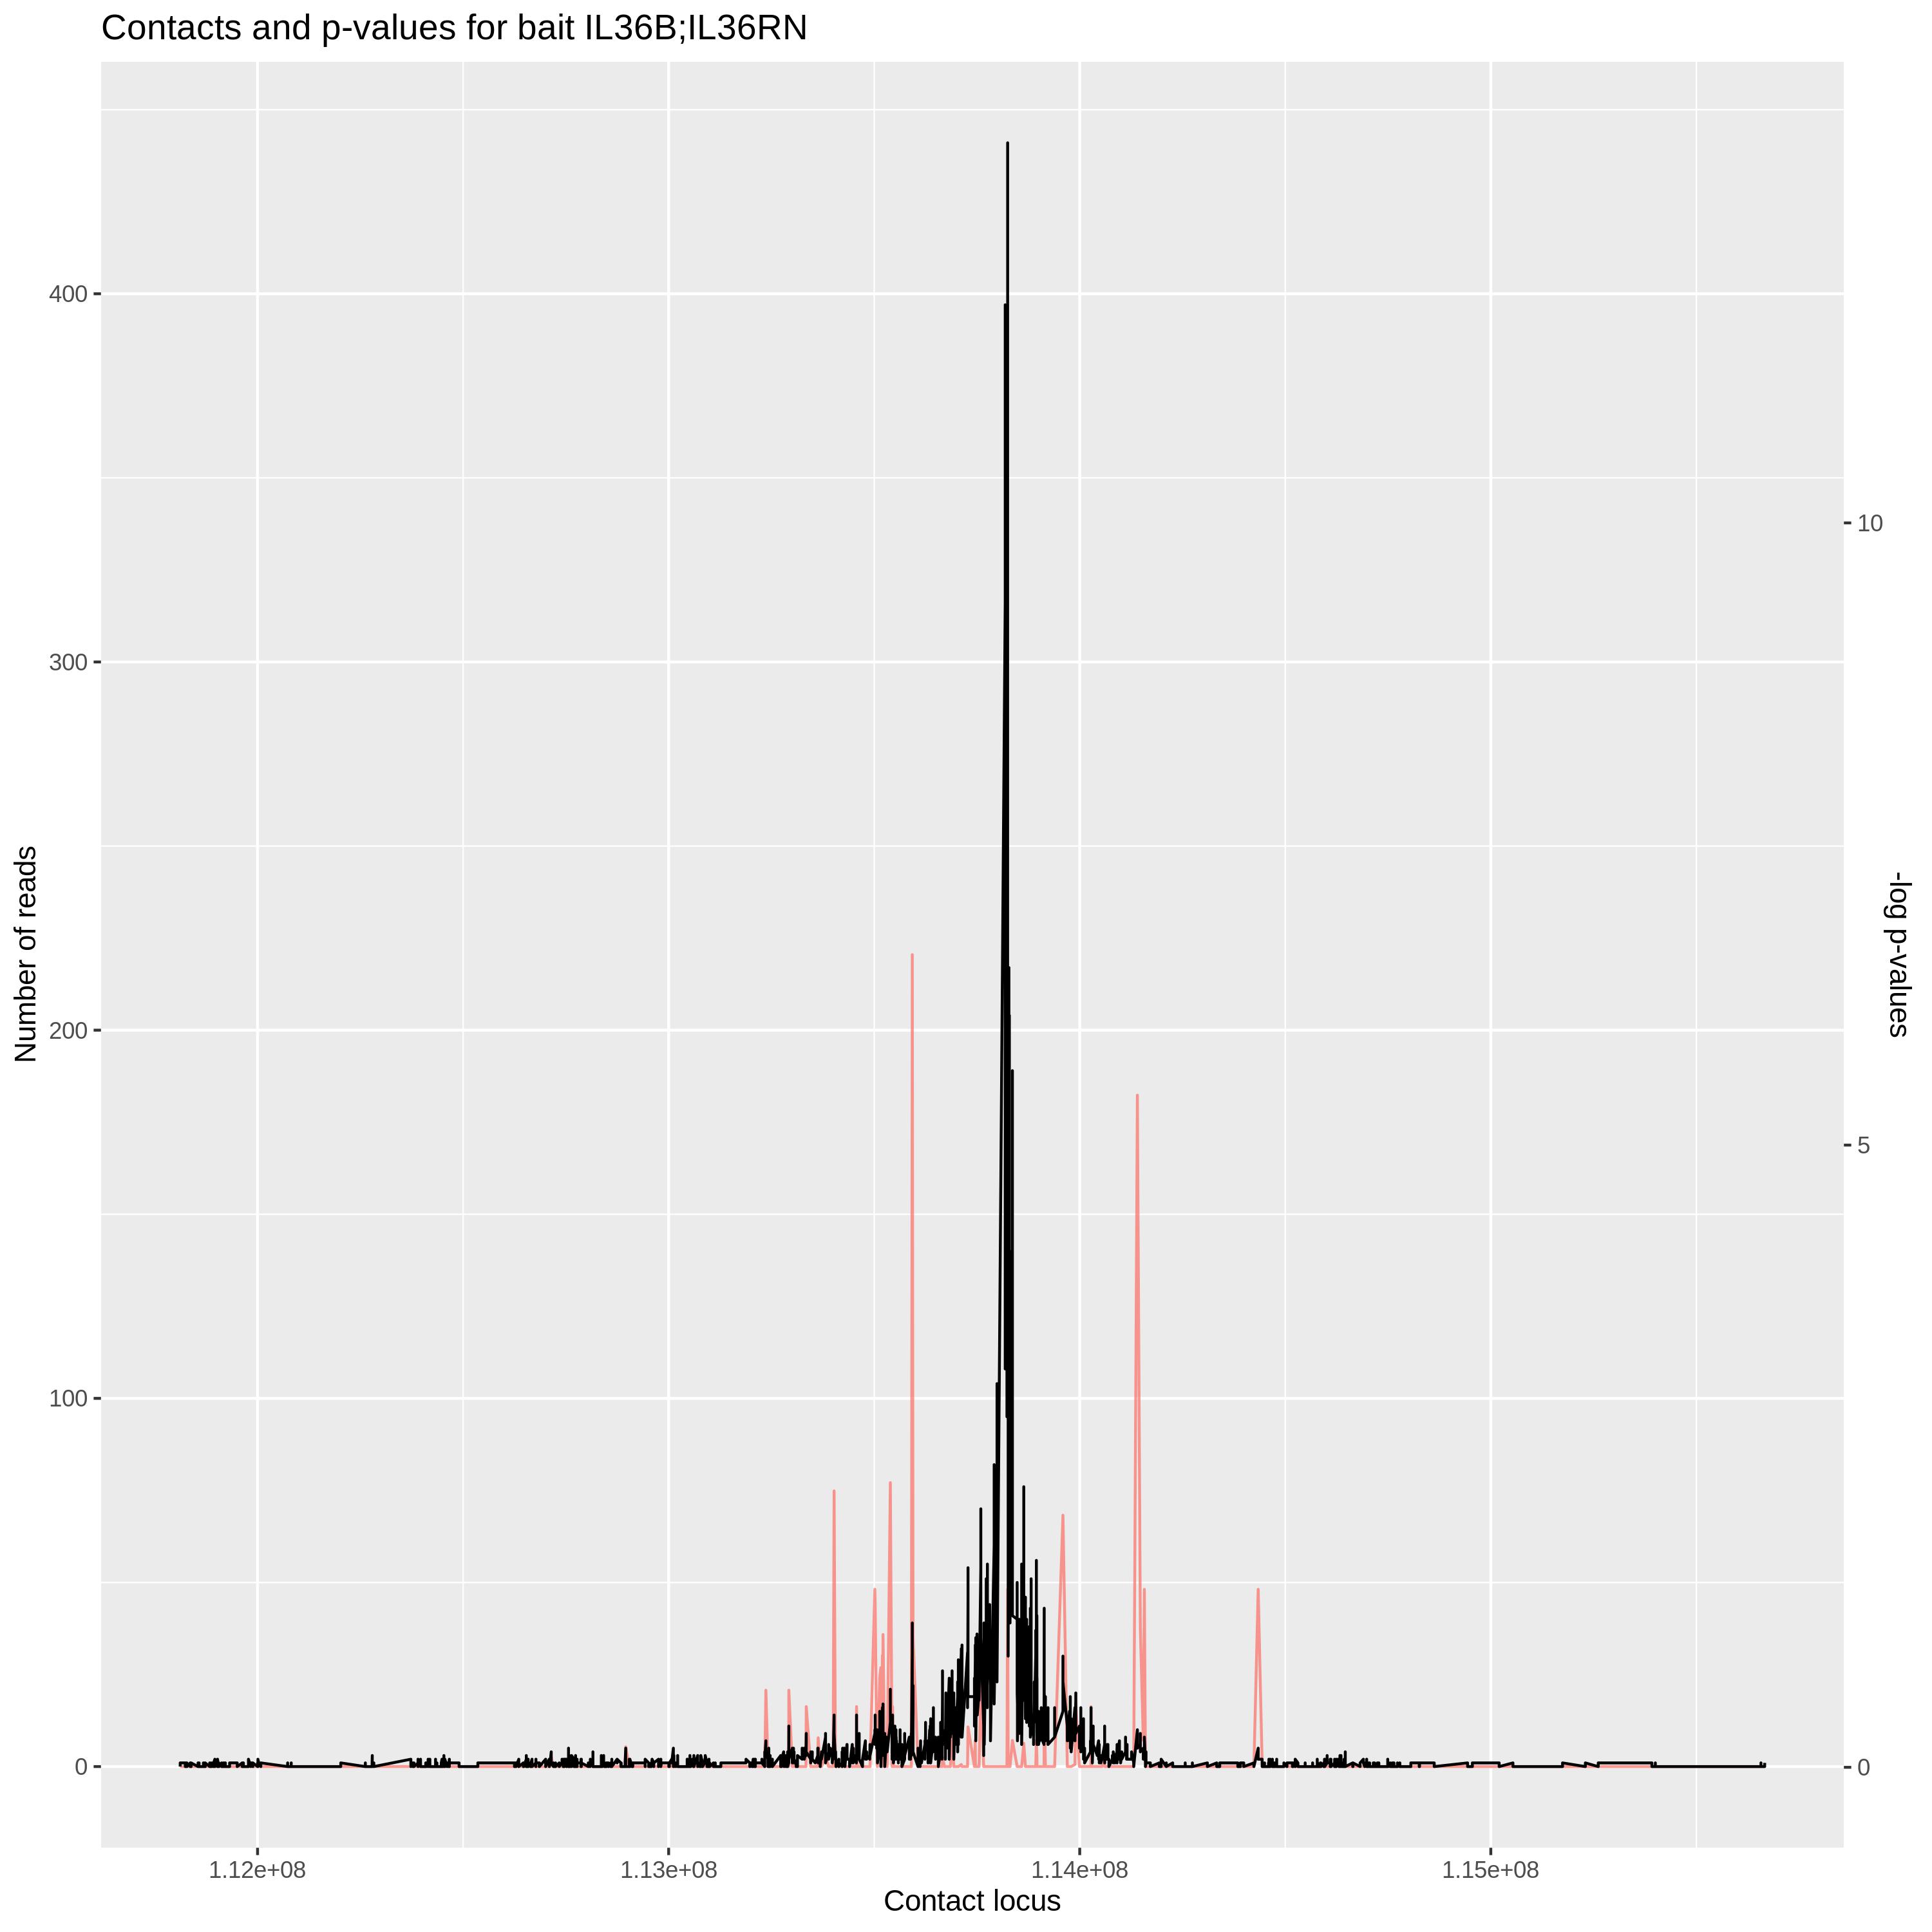 Contacts and p-values for bait IL36B;IL36RN
400
300
200
100
0
Number of reads
10
5
0
-log p-values
1.12e+08
1.13e+08
1.14e+08
1.15e+08
Contact locus